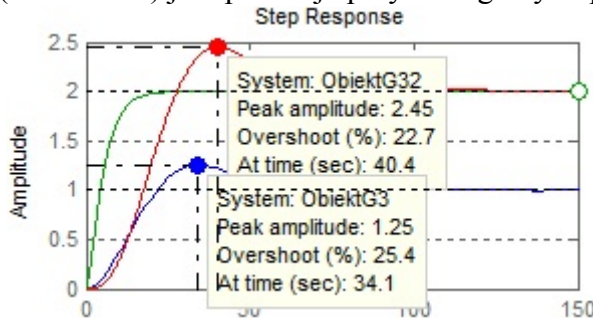 Step Response
2.5
2
1.5
1
0.5
0
Amplitude
System: ObiektG32
Peak amplitude: 2.45
Overshoot (%): 22.7
At time (sec): 40.4
System: ObiektG3
Peak amplitude: 1.25
Overshoot (%): 25.4
At time (sec): 34.1
0
50
100
150